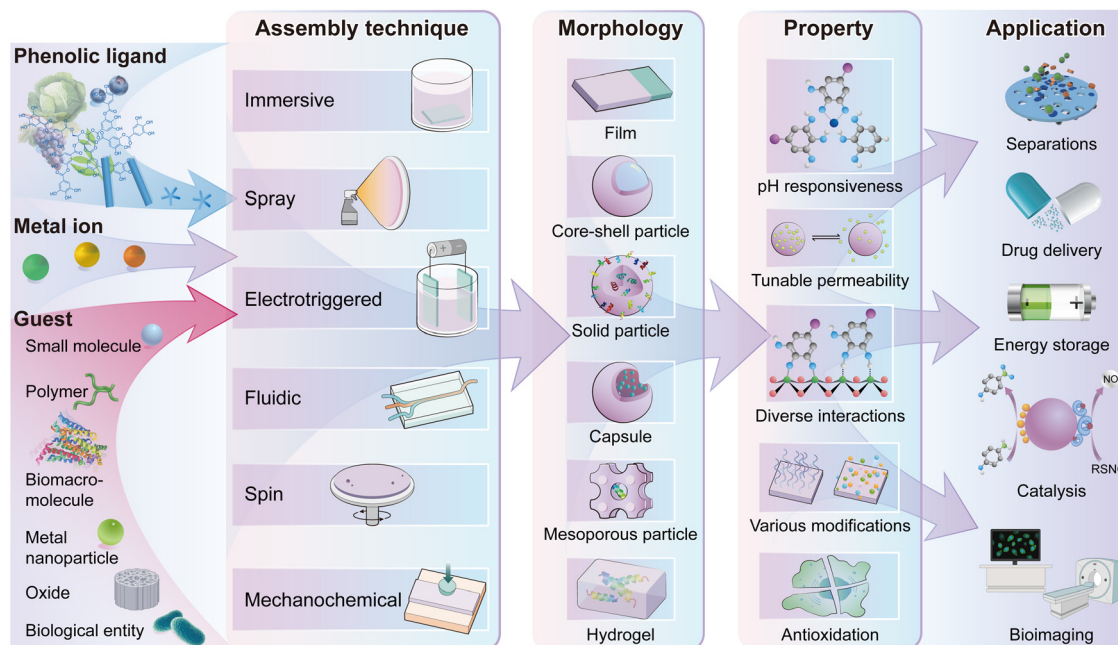 Assembly technique
Morphology
Property
Application
Phenolic ligand
Metal ion
Guest
Small molecule
Polymer
Biomacro-
molecule
Metal
nanoparticle
Oxide
Biological entity
Immersive
Spray
Electrotriggered
Fluidic
Spin
Mechanochemical
Film
Core-shell particle
Solid particle
Capsule
Mesoporous particle
Hydrogel
pH responsiveness
Tunable permeability
Diverse interactions
Various modifications
Antioxidation
Separations
Drug delivery
Energy storage
NO
Catalysis
Bioimaging